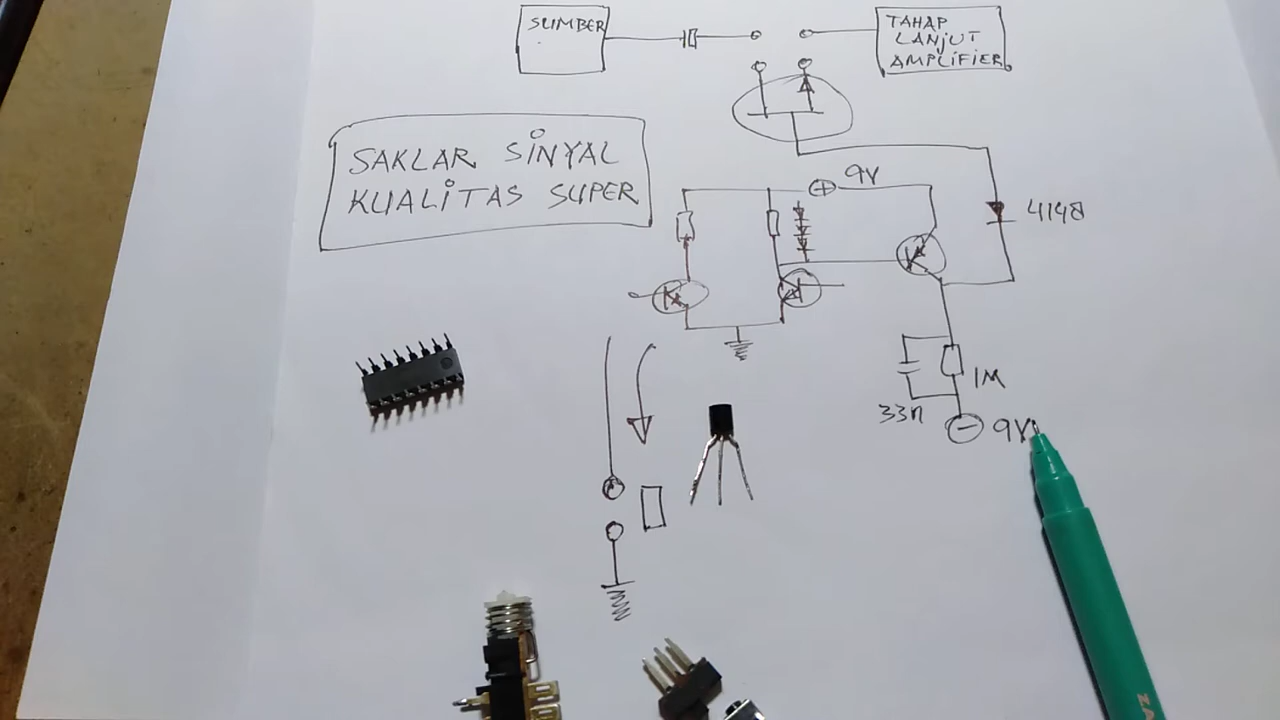 SUMBER
TAHAP
LANJUT
AMPLIFIER
SAKLAR SINYAL
KUALITAS SUPER
+ 9V
4148
1M
33n
- 9V